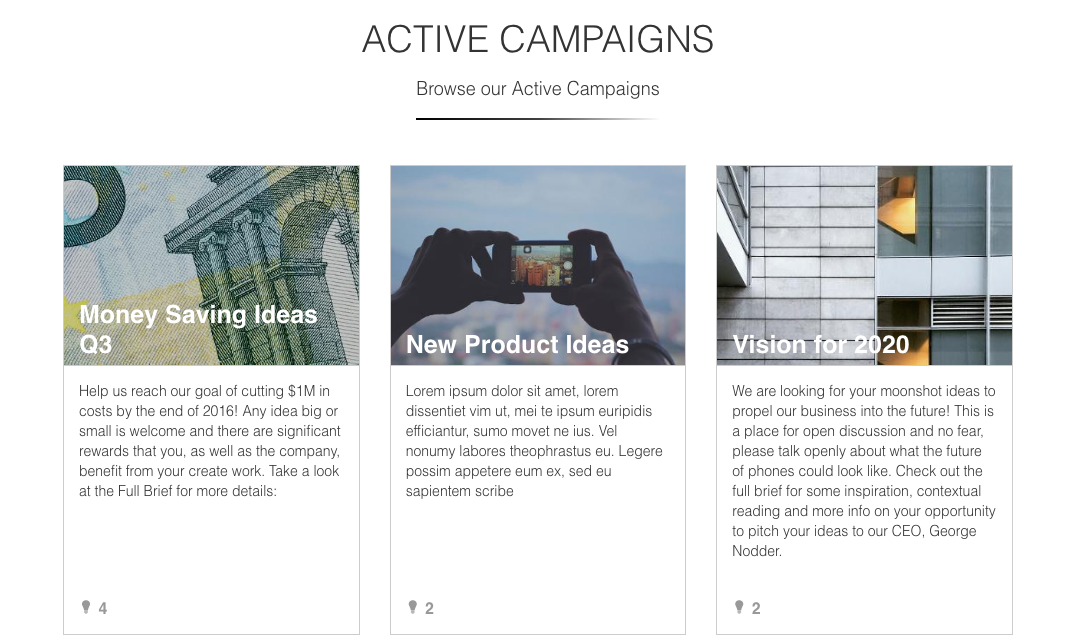 ACTIVE CAMPAIGNS
Browse our Active Campaigns
Money Saving Ideas
Q3
Help us reach our goal of cutting $1M in
costs by the end of 2016! Any idea big or
small is welcome and there are significant
rewards that you, as well as the company,
benefit from your create work. Take a look
at the Full Brief for more details:
4
New Product Ideas
Lorem ipsum dolor sit amet, lorem
dissentiet vim ut, mei te ipsum euripidis
efficiantur, sumo movet ne ius. Vel
nonumy labores theophrastus eu. Legere
possim appetere eum ex, sed eu
sapientem scribe
2
Vision for 2020
We are looking for your moonshot ideas to
propel our business into the future! This is
a place for open discussion and no fear,
please talk openly about what the future
of phones could look like. Check out the
full brief for some inspiration, contextual
reading and more info on your opportunity
to pitch your ideas to our CEO, George
Nodder.
2